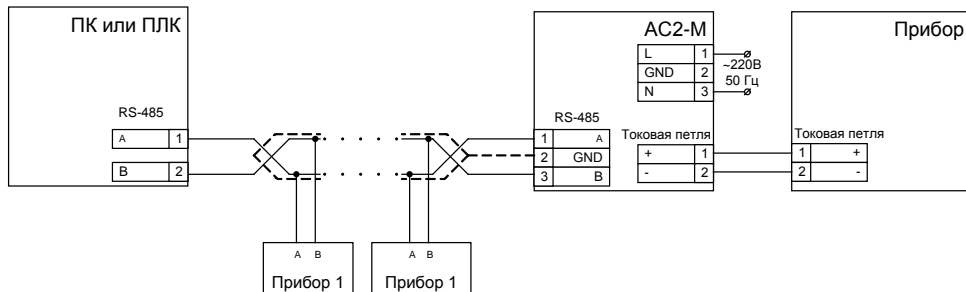 ПК или ПЛК
RS-485
A 1
B 2
AC2-M
L 1
GND 2
N 3
~220В
50 Гц
RS-485
1 A
2 GND
3 B
Токовая петля
+ 1
- 2
Прибор
Токовая петля
1 +
2 -
A B
Прибор 1
A B
Прибор 1